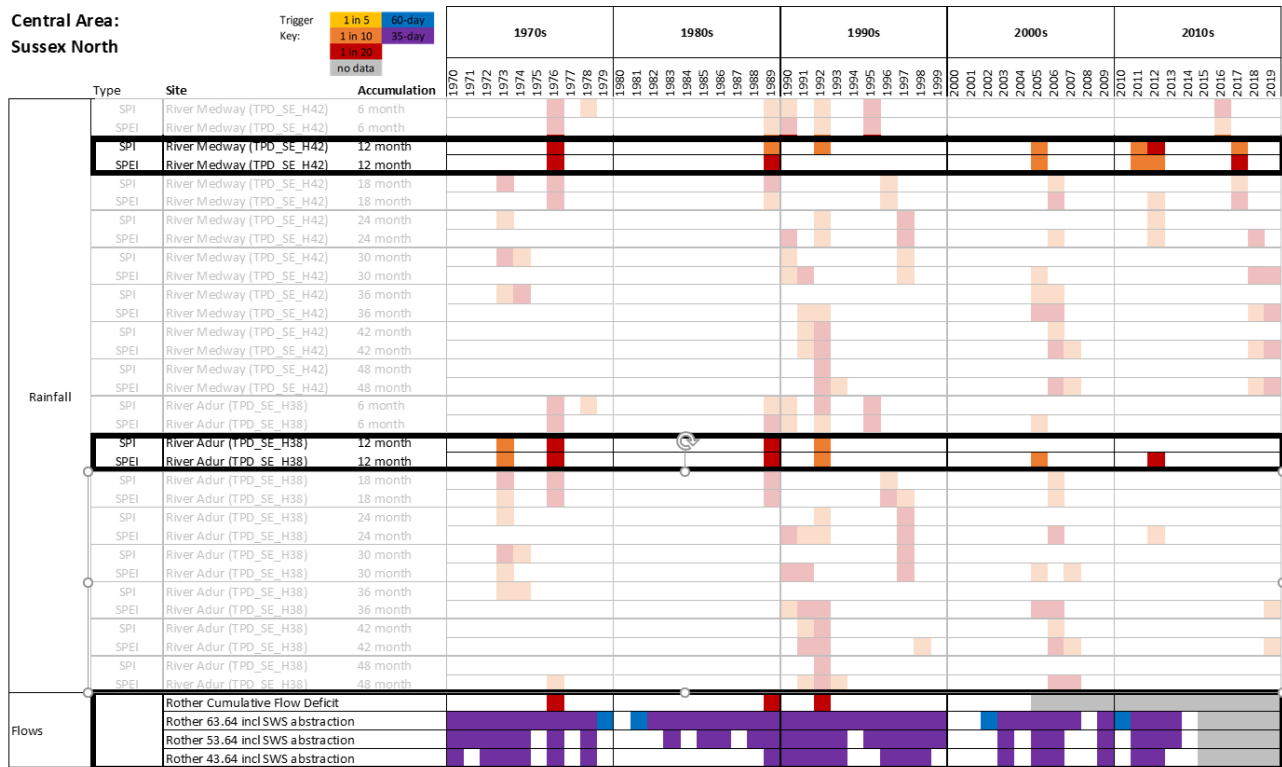 Central Area:
Sussex North
Trigger Key:
1 in 5 60-day
1 in 10 35-day
1 in 20
no data
1970s 1980s 1990s 2000s 2010s
Type Site Accumulation 1970 1971 1972 1973 1974 1975 1976 1977 1978 1979 1980 1981 1982 1983 1984 1985 1986 1987 1988 1989 1990 1991 1992 1993 1994 1995 1996 1997 1998 1999 2000 2001 2002 2003 2004 2005 2006 2007 2008 2009 2010 2011 2012 2013 2014 2015 2016 2017 2018 2019
Rainfall
SPI River Medway (TPD_SE_H42) 6 month
SPEI River Medway (TPD_SE_H42) 6 month
SPI River Medway (TPD_SE_H42) 12 month
SPEI River Medway (TPD_SE_H42) 12 month
SPI River Medway (TPD_SE_H42) 18 month
SPEI River Medway (TPD_SE_H42) 18 month
SPI River Medway (TPD_SE_H42) 24 month
SPEI River Medway (TPD_SE_H42) 24 month
SPI River Medway (TPD_SE_H42) 30 month
SPEI River Medway (TPD_SE_H42) 30 month
SPI River Medway (TPD_SE_H42) 36 month
SPEI River Medway (TPD_SE_H42) 36 month
SPI River Medway (TPD_SE_H42) 42 month
SPEI River Medway (TPD_SE_H42) 42 month
SPI River Medway (TPD_SE_H42) 48 month
SPEI River Medway (TPD_SE_H42) 48 month
SPI River Adur (TPD_SE_H38) 6 month
SPEI River Adur (TPD_SE_H38) 6 month
SPI River Adur (TPD_SE_H38) 12 month
SPEI River Adur (TPD_SE_H38) 12 month
SPI River Adur (TPD_SE_H38) 18 month
SPEI River Adur (TPD_SE_H38) 18 month
SPI River Adur (TPD_SE_H38) 24 month
SPEI River Adur (TPD_SE_H38) 24 month
SPI River Adur (TPD_SE_H38) 30 month
SPEI River Adur (TPD_SE_H38) 30 month
SPI River Adur (TPD_SE_H38) 36 month
SPEI River Adur (TPD_SE_H38) 36 month
SPI River Adur (TPD_SE_H38) 42 month
SPEI River Adur (TPD_SE_H38) 42 month
SPI River Adur (TPD_SE_H38) 48 month
SPEI River Adur (TPD_SE_H38) 48 month
Flows
Rother Cumulative Flow Deficit
Rother 63.64 incl SWS abstraction
Rother 53.64 incl SWS abstraction
Rother 43.64 incl SWS abstraction